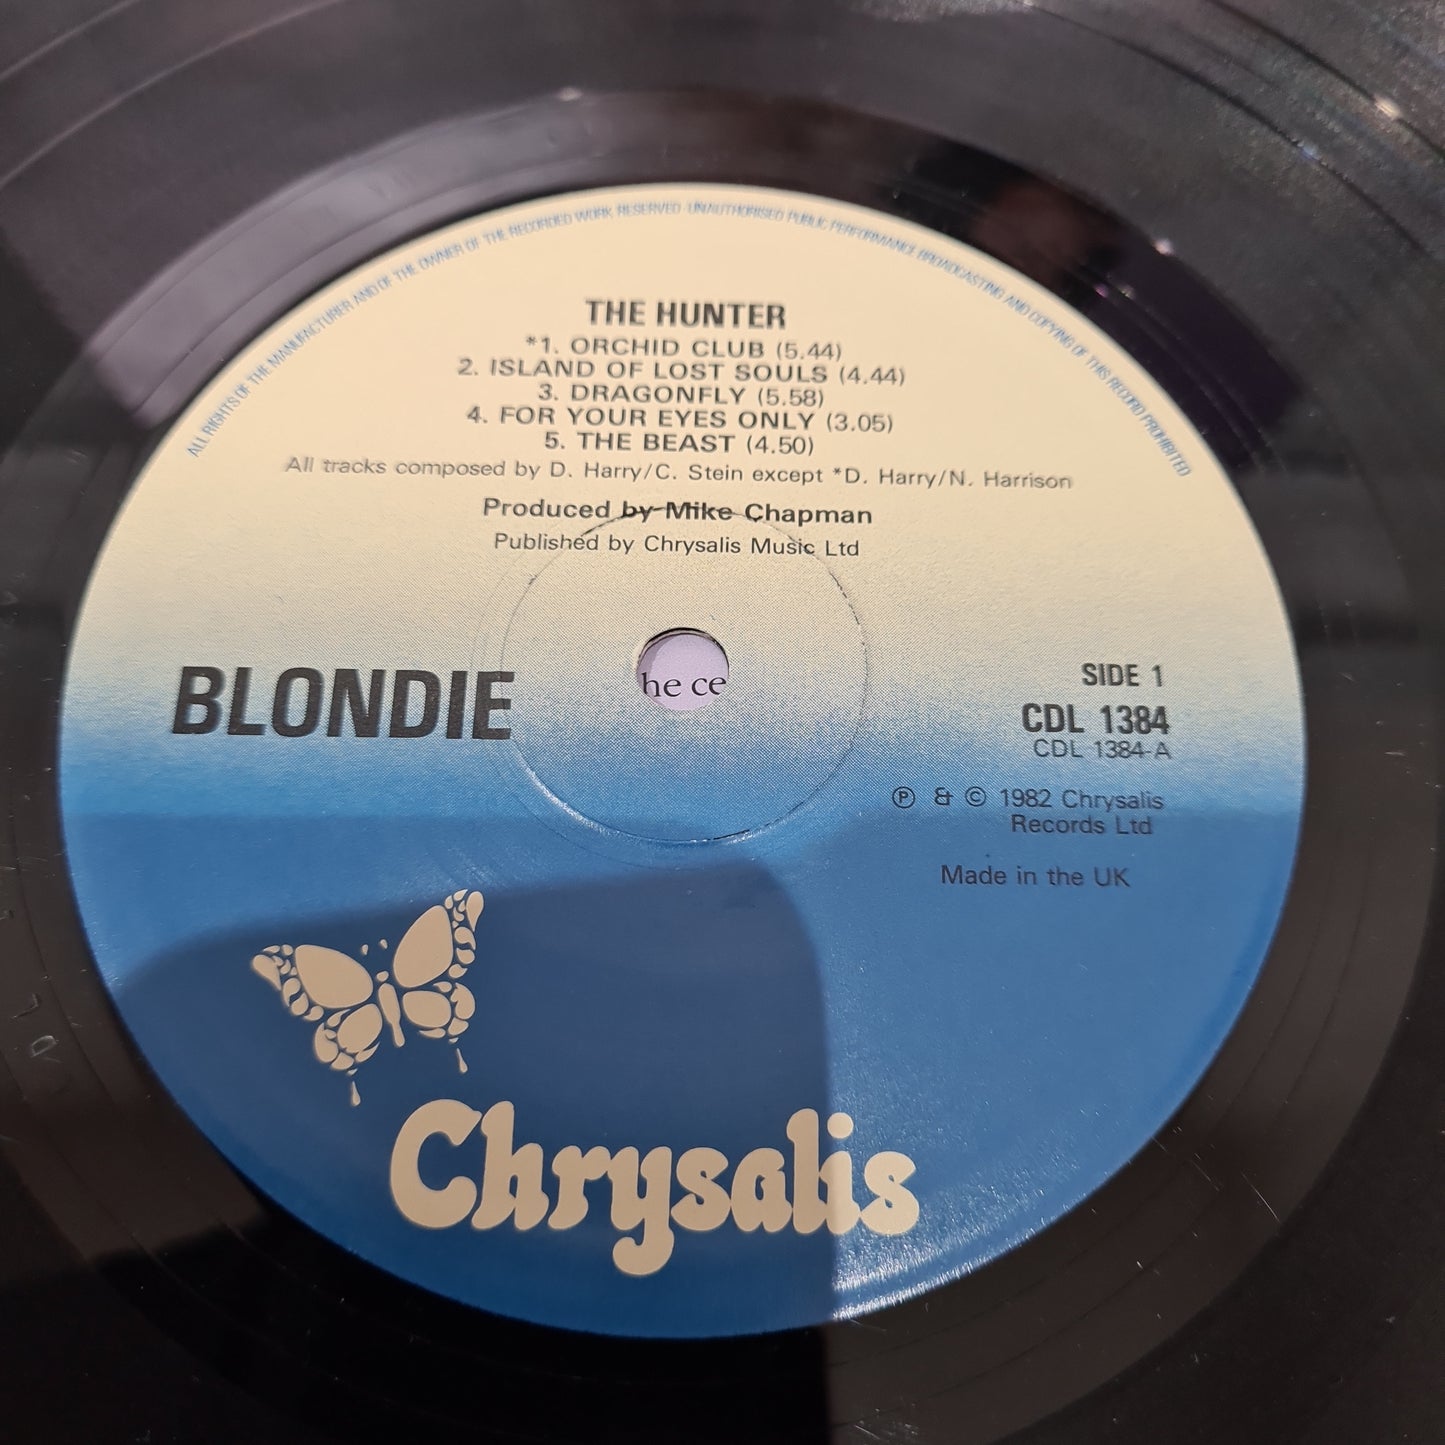 ALL RIGHTS OF THE MANUFACTURER AND OF THE OWNER OF THE RECORDED WORK RESERVED UNAUTHORISED PUBLIC PERFORMANCE BROADCASTING AND COPYING OF THIS RECORD PROHIBITED
THE HUNTER
*1. ORCHID CLUB (5.44)
2. ISLAND OF LOST SOULS (4.44)
3. DRAGONFLY (5.58)
4. FOR YOUR EYES ONLY (3.05)
5. THE BEAST (4.50)
All tracks composed by D. Harry/C. Stein except *D. Harry/N. Harrison
Produced by Mike Chapman
Published by Chrysalis Music Ltd
BLONDIE
he ce
SIDE 1
CDL 1384
CDL 1384-A
Ⓟ & © 1982 Chrysalis
Records Ltd
Made in the UK
Chrysalis